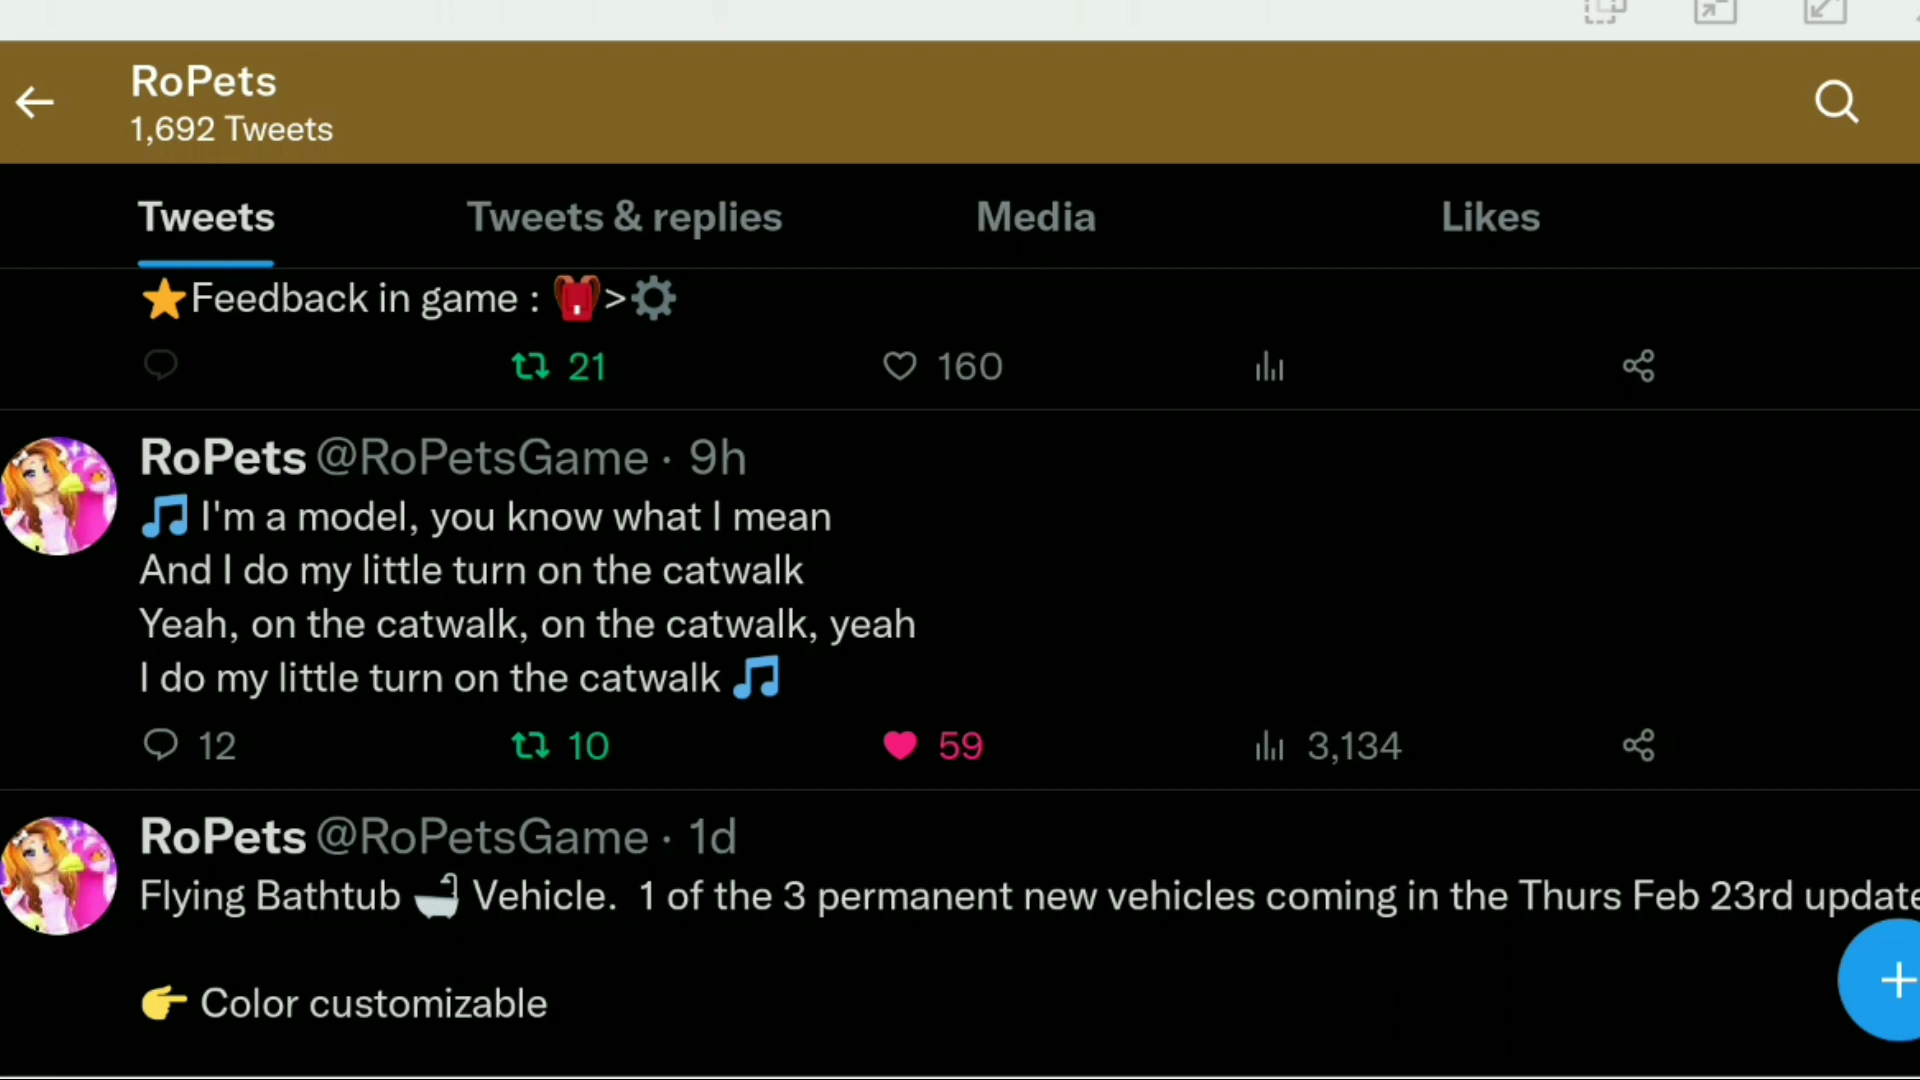 RoPets
1,692 Tweets
Tweets
Tweets & replies
Media
Likes
⭐Feedback in game : 🎒>⚙️
21
160
RoPets @RoPetsGame · 9h
🎵 I'm a model, you know what I mean
And I do my little turn on the catwalk
Yeah, on the catwalk, on the catwalk, yeah
I do my little turn on the catwalk 🎵
12
10
59
3,134
RoPets @RoPetsGame · 1d
Flying Bathtub 🛁 Vehicle.  1 of the 3 permanent new vehicles coming in the Thurs Feb 23rd update
👉 Color customizable